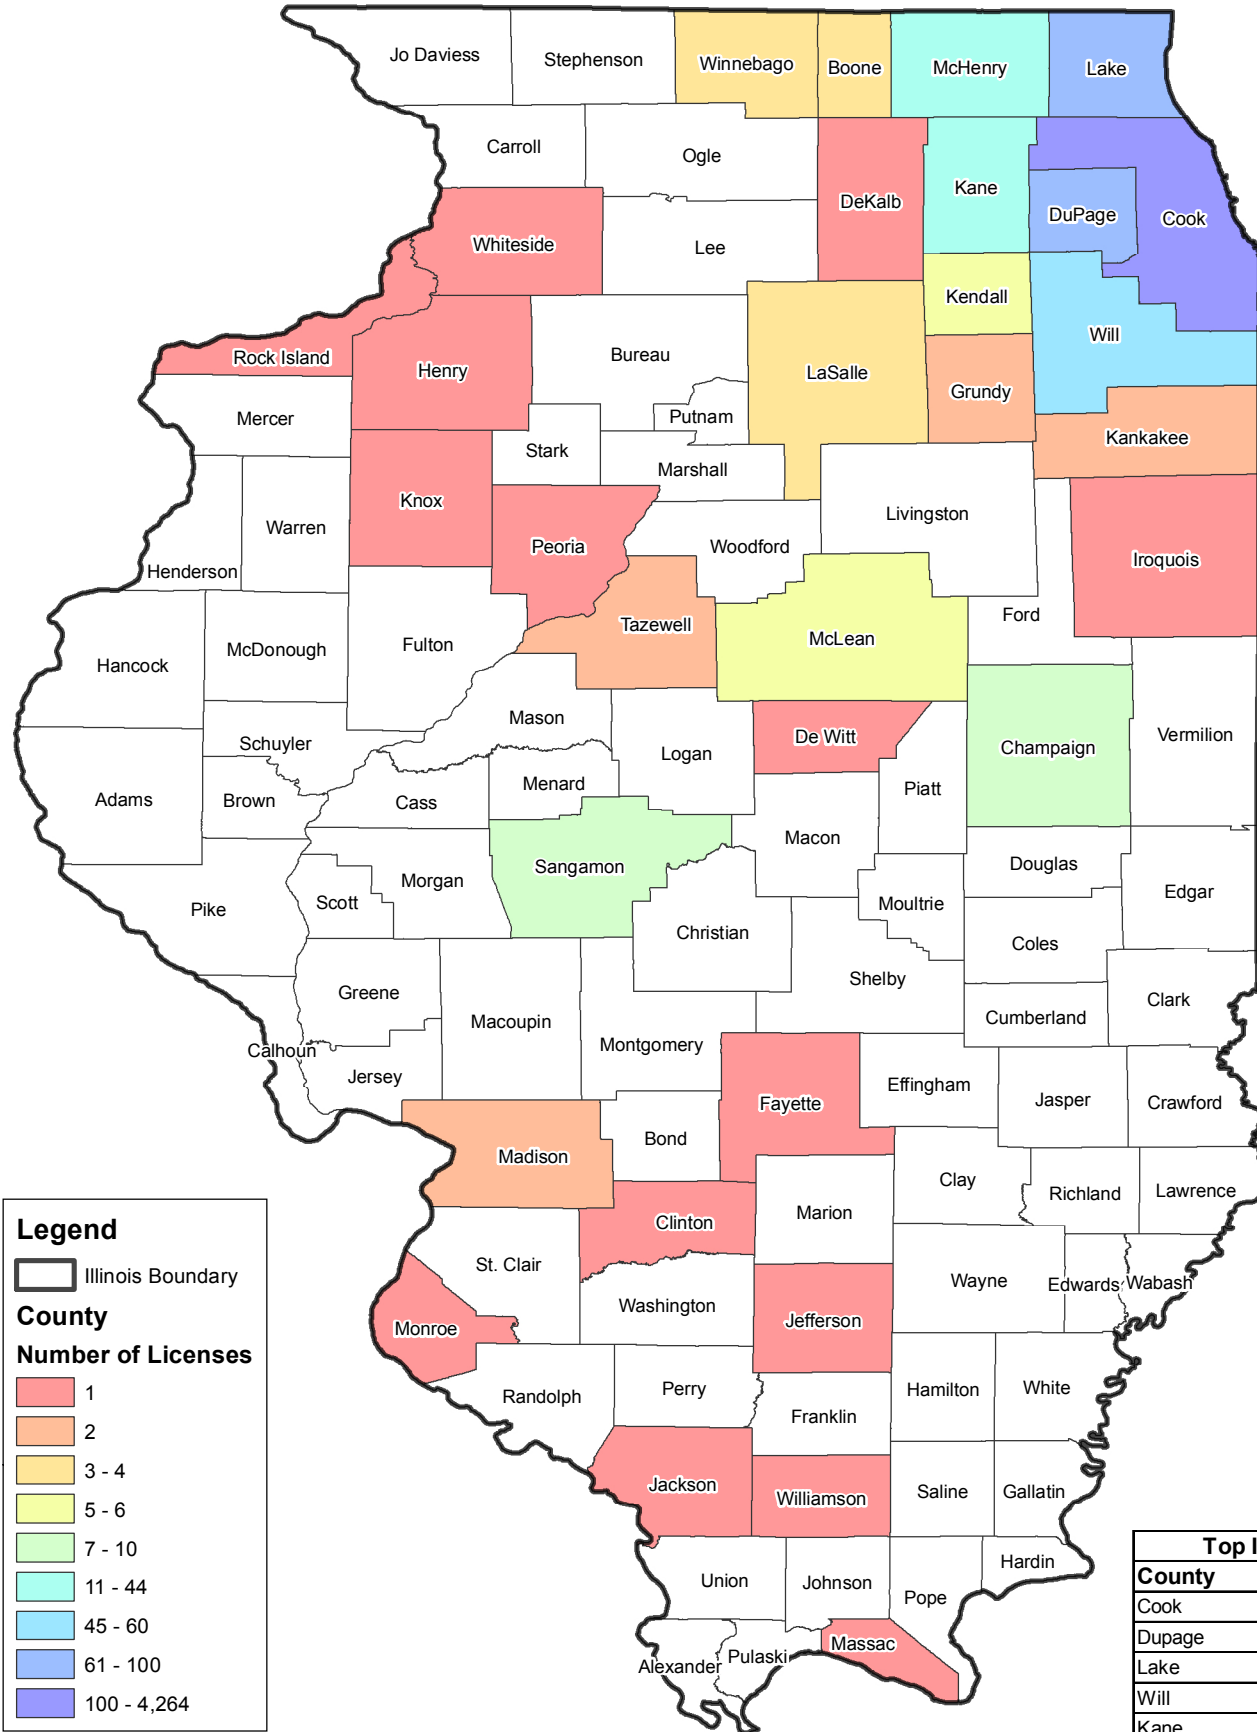 Jo Daviess
Stephenson
Winnebago
Boone
McHenry
Lake
Carroll
Ogle
DeKalb
Kane
DuPage
Cook
Whiteside
Lee
Kendall
Rock Island
Henry
Bureau
LaSalle
Grundy
Will
Mercer
Putnam
Kankakee
Stark
Marshall
Knox
Livingston
Warren
Peoria
Woodford
Iroquois
Henderson
Ford
Hancock
McDonough
Fulton
Tazewell
McLean
Mason
Schuyler
Logan
De Witt
Champaign
Vermilion
Adams
Brown
Cass
Menard
Piatt
Macon
Sangamon
Morgan
Scott
Pike
Douglas
Edgar
Moultrie
Christian
Coles
Shelby
Greene
Macoupin
Clark
Cumberland
Calhoun
Montgomery
Jersey
Effingham
Fayette
Jasper
Crawford
Bond
Madison
Clay
Richland
Lawrence
Clinton
Marion
St. Clair
Wayne
Edwards
Wabash
Washington
Monroe
Jefferson
Randolph
Perry
Hamilton
White
Franklin
Jackson
Williamson
Saline
Gallatin
Union
Johnson
Pope
Hardin
Alexander
Pulaski
Massac
Legend
Illinois Boundary
County
Number of Licenses
1
2
3 - 4
5 - 6
7 - 10
11 - 44
45 - 60
61 - 100
100 - 4,264
Top
County
Cook
Dupage
Lake
Will
Kane